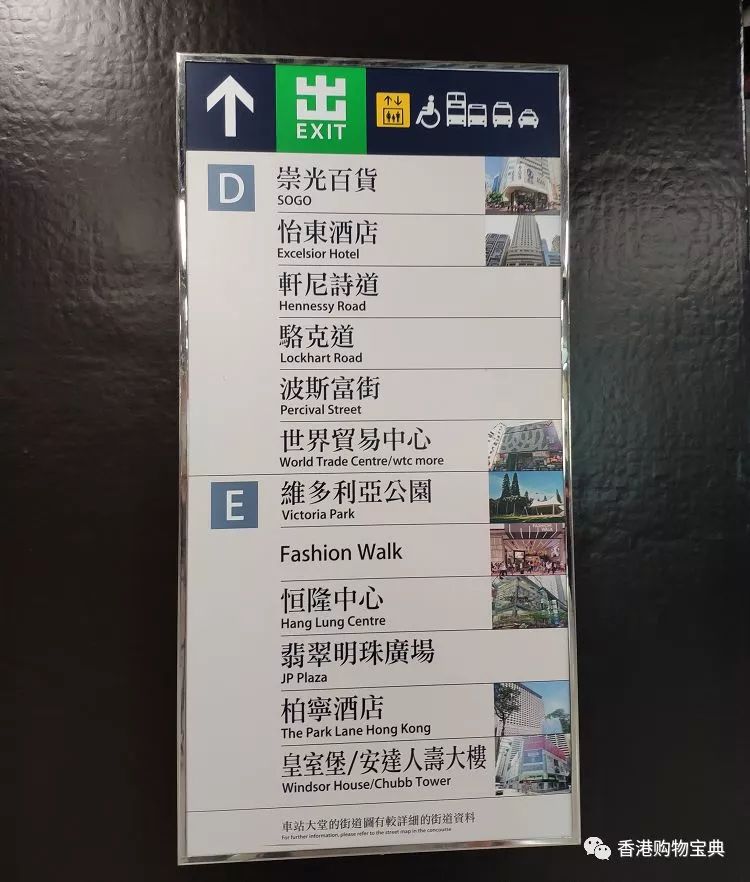 出
EXIT
D
崇光百貨
SOGO
怡東酒店
Excelsior Hotel
軒尼詩道
Hennessy Road
駱克道
Lockhart Road
波斯富街
Percival Street
世界貿易中心
World Trade Centre/wtc more
E
維多利亞公園
Victoria Park
Fashion Walk
恒隆中心
Hang Lung Centre
翡翠明珠廣場
JP Plaza
柏寧酒店
The Park Lane Hong Kong
皇室堡/安達人壽大樓
Windsor House/Chubb Tower
車站大堂的街道圖有較詳細的街道資料
For further information, please refer to the street map in the concourse
香港购物宝典